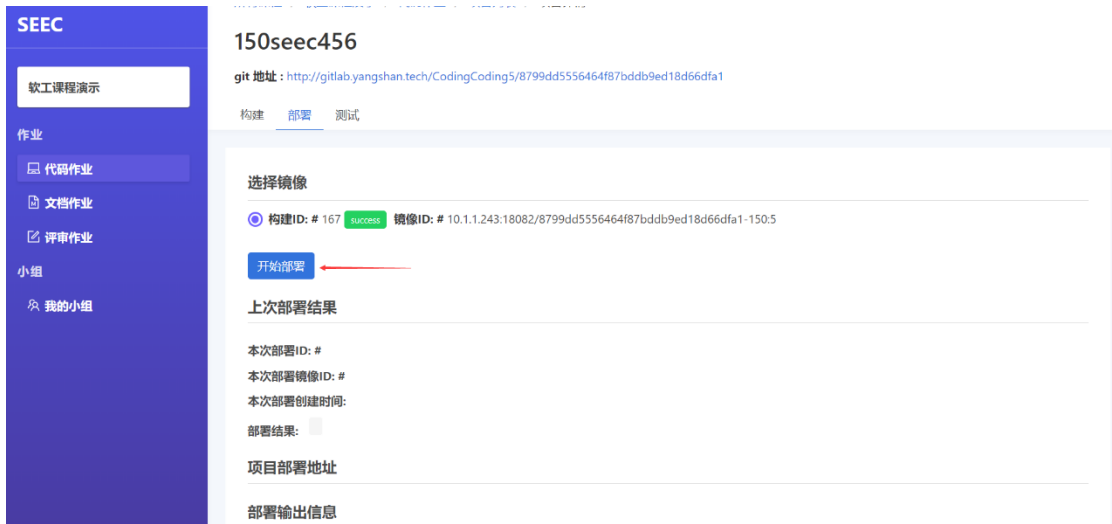 SEEC
软工课程演示
作业
代码作业
文档作业
评审作业
小组
我的小组
150seec456
git 地址 : http://gitlab.yangshan.tech/CodingCoding5/8799dd5556464f87bddb9ed18d66dfa1
构建 部署 测试
选择镜像
构建ID: # 167 success 镜像ID: # 10.1.1.243:18082/8799dd5556464f87bddb9ed18d66dfa1-150:5
开始部署
上次部署结果
本次部署ID: #
本次部署镜像ID: #
本次部署创建时间:
部署结果:
项目部署地址
部署输出信息